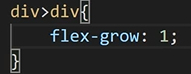 div>div{
    flex-grow: 1;
}